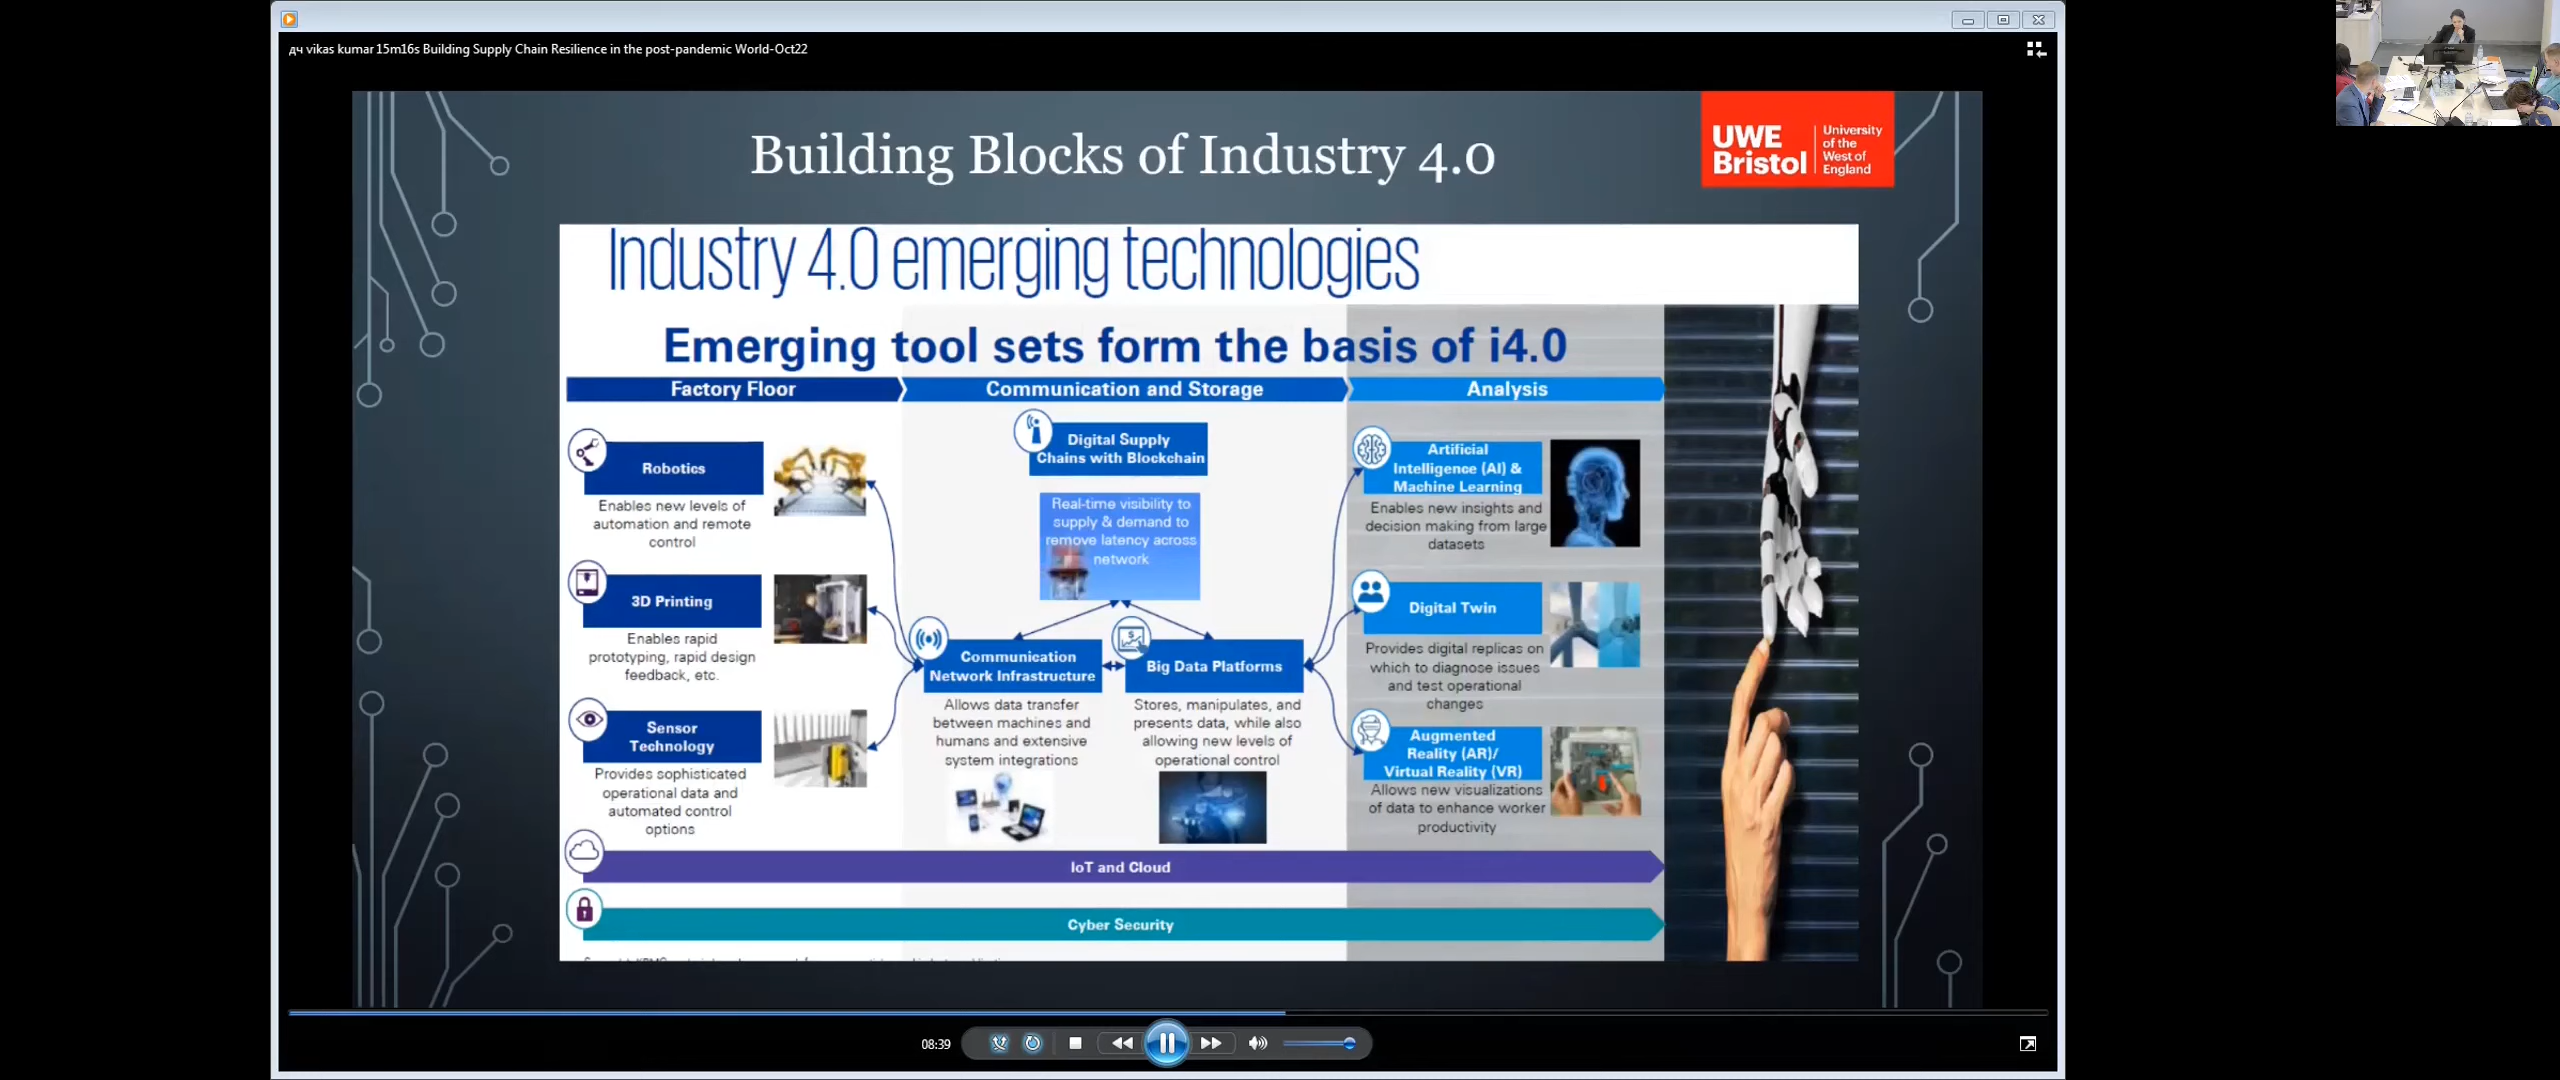 дч vikas kumar 15m16s Building Supply Chain Resilience in the post-pandemic World-Oct22
Building Blocks of Industry 4.0
UWE
Bristol
University
of the
West of
England
Industry 4.0 emerging technologies
Emerging tool sets form the basis of i4.0
Factory Floor
Communication and Storage
Analysis
Robotics
Enables new levels of
automation and remote
control
3D Printing
Enables rapid
prototyping, rapid design
feedback, etc.
Sensor
Technology
Provides sophisticated
operational data and
automated control
options
Digital Supply
Chains with Blockchain
Real-time visibility to
supply & demand to
remove latency across
network
Communication
Network Infrastructure
Allows data transfer
between machines and
humans and extensive
system integrations
Big Data Platforms
Stores, manipulates, and
presents data, while also
allowing new levels of
operational control
Artificial
Intelligence (AI) &
Machine Learning
Enables new insights and
decision making from large
datasets
Digital Twin
Provides digital replicas on
which to diagnose issues
and test operational
changes
Augmented
Reality (AR)/
Virtual Reality (VR)
Allows new visualizations
of data to enhance worker
productivity
IoT and Cloud
Cyber Security
08:39